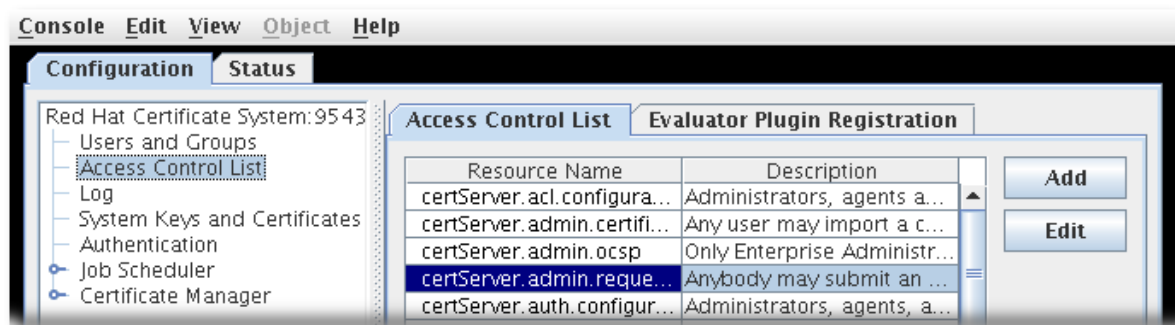 Console Edit View Object Help
Configuration Status
Red Hat Certificate System:9543
Users and Groups
Access Control List
Log
System Keys and Certificates
Authentication
Job Scheduler
Certificate Manager
Access Control List Evaluator Plugin Registration
Resource Name Description
certServer.acl.configura... Administrators, agents a...
certServer.admin.certifi... Any user may import a c...
certServer.admin.ocsp Only Enterprise Administr...
certServer.admin.reque... Anybody may submit an ...
certServer.auth.configur... Administrators, agents, a...
Add
Edit